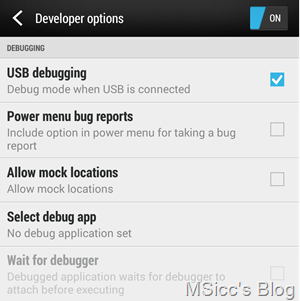 Developer options
ON
DEBUGGING
USB debugging
Debug mode when USB is connected
Power menu bug reports
Include option in power menu for taking a bug
report
Allow mock locations
Allow mock locations
Select debug app
No debug application set
Wait for debugger
Debugged application waits for debugger to
attach before executing
MSicc's Blog